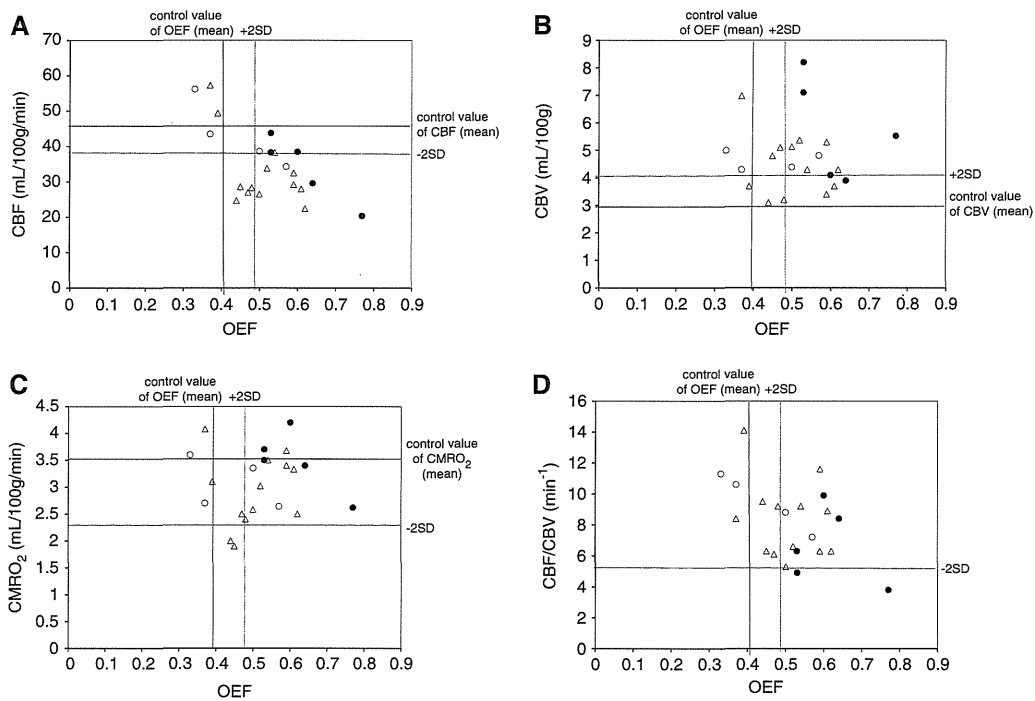 A
control value
of OEF (mean) +2SD
70
60
50
40
30
20
10
0
CBF (mL/100g/min)
control value
of CBF (mean)
-2SD
0 0.1 0.2 0.3 0.4 0.5 0.6 0.7 0.8 0.9
OEF
B
control value
of OEF (mean) +2SD
9
8
7
6
5
4
3
2
1
0
CBV (mL/100g)
+2SD
control value
of CBV (mean)
0 0.1 0.2 0.3 0.4 0.5 0.6 0.7 0.8 0.9
OEF
C
control value
of OEF (mean) +2SD
4.5
4
3.5
3
2.5
2
1.5
1
0.5
0
CMRO₂ (mL/100g/min)
control value
of CMRO₂
(mean)
-2SD
0 0.1 0.2 0.3 0.4 0.5 0.6 0.7 0.8 0.9
OEF
D
control value
of OEF (mean) +2SD
16
14
12
10
8
6
4
2
0
CBF/CBV (min⁻¹)
-2SD
0 0.1 0.2 0.3 0.4 0.5 0.6 0.7 0.8 0.9
OEF